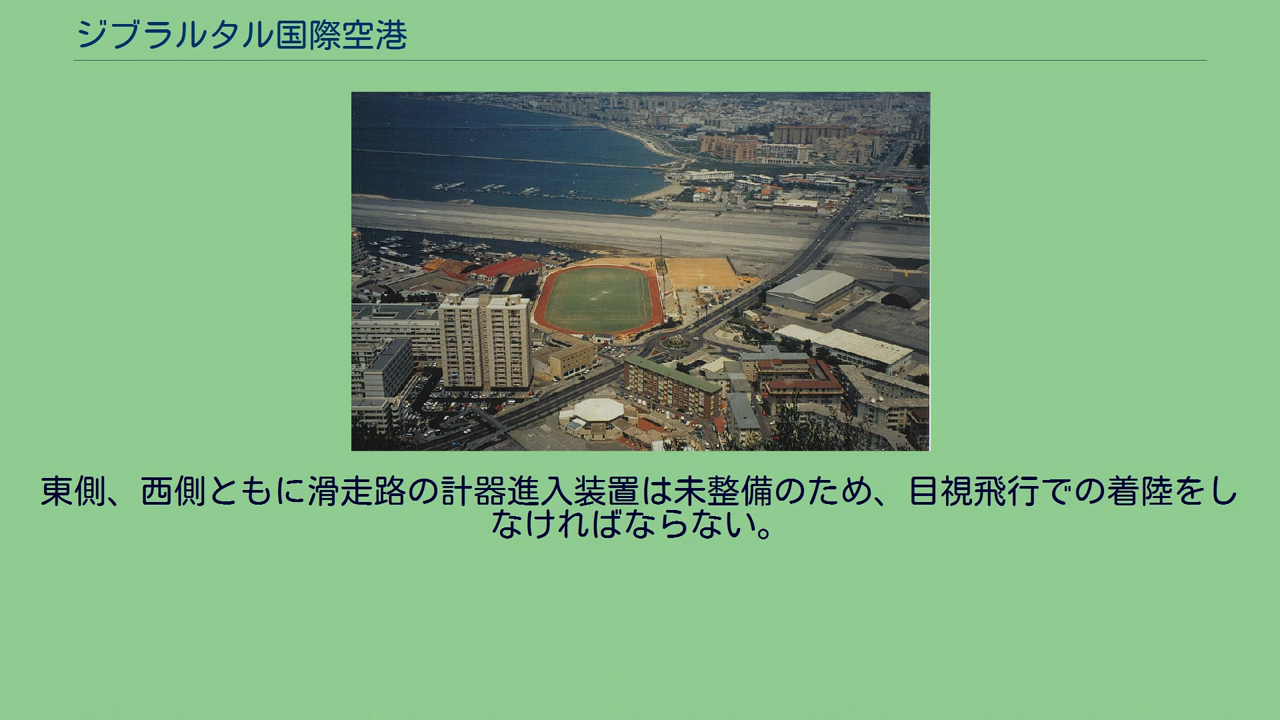 ジブラルタル国際空港
東側、西側ともに滑走路の計器進入装置は未整備のため、目視飛行での着陸をし
なければならない。